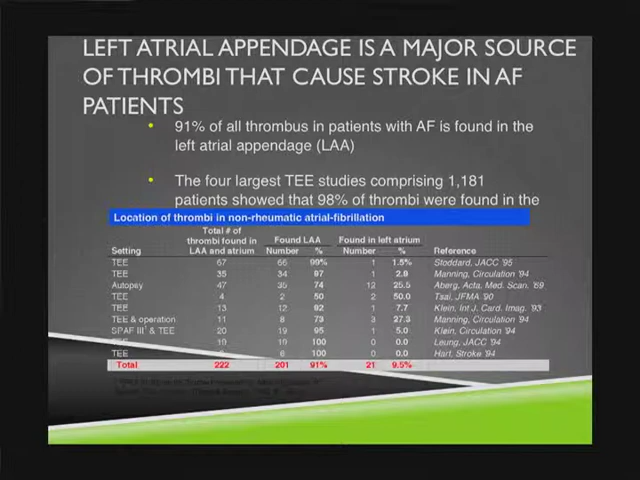 LEFT ATRIAL APPENDAGE IS A MAJOR SOURCE
OF THROMBI THAT CAUSE STROKE IN AF
PATIENTS
• 91% of all thrombus in patients with AF is found in the
left atrial appendage (LAA)
• The four largest TEE studies comprising 1,181
patients showed that 98% of thrombi were found in the
Location of thrombi in non-rheumatic atrial-fibrillation
Total # of
thrombi found in Found LAA Found in left atrium
Setting LAA and atrium Number % Number % Reference
TEE 67 66 99% 1 1.5% Stoddard, JACC '95
TEE 35 34 97 1 2.9 Manning, Circulation '94
Autopsy 47 35 74 12 25.5 Aberg, Acta. Med. Scan. '69
TEE 4 2 50 2 50.0 Tsai, JFMA '90
TEE 13 12 92 1 7.7 Klein, Int J. Card. Imag. '93
TEE & operation 11 8 73 3 27.3 Manning, Circulation '94
SPAF III & TEE 20 19 95 1 5.0 Klein, Circulation '94
TEE 19 19 100 0 0.0 Leung, JACC '94
TEE 6 100 0 0.0 Hart, Stroke '94
Total 222 201 91% 21 9.5%